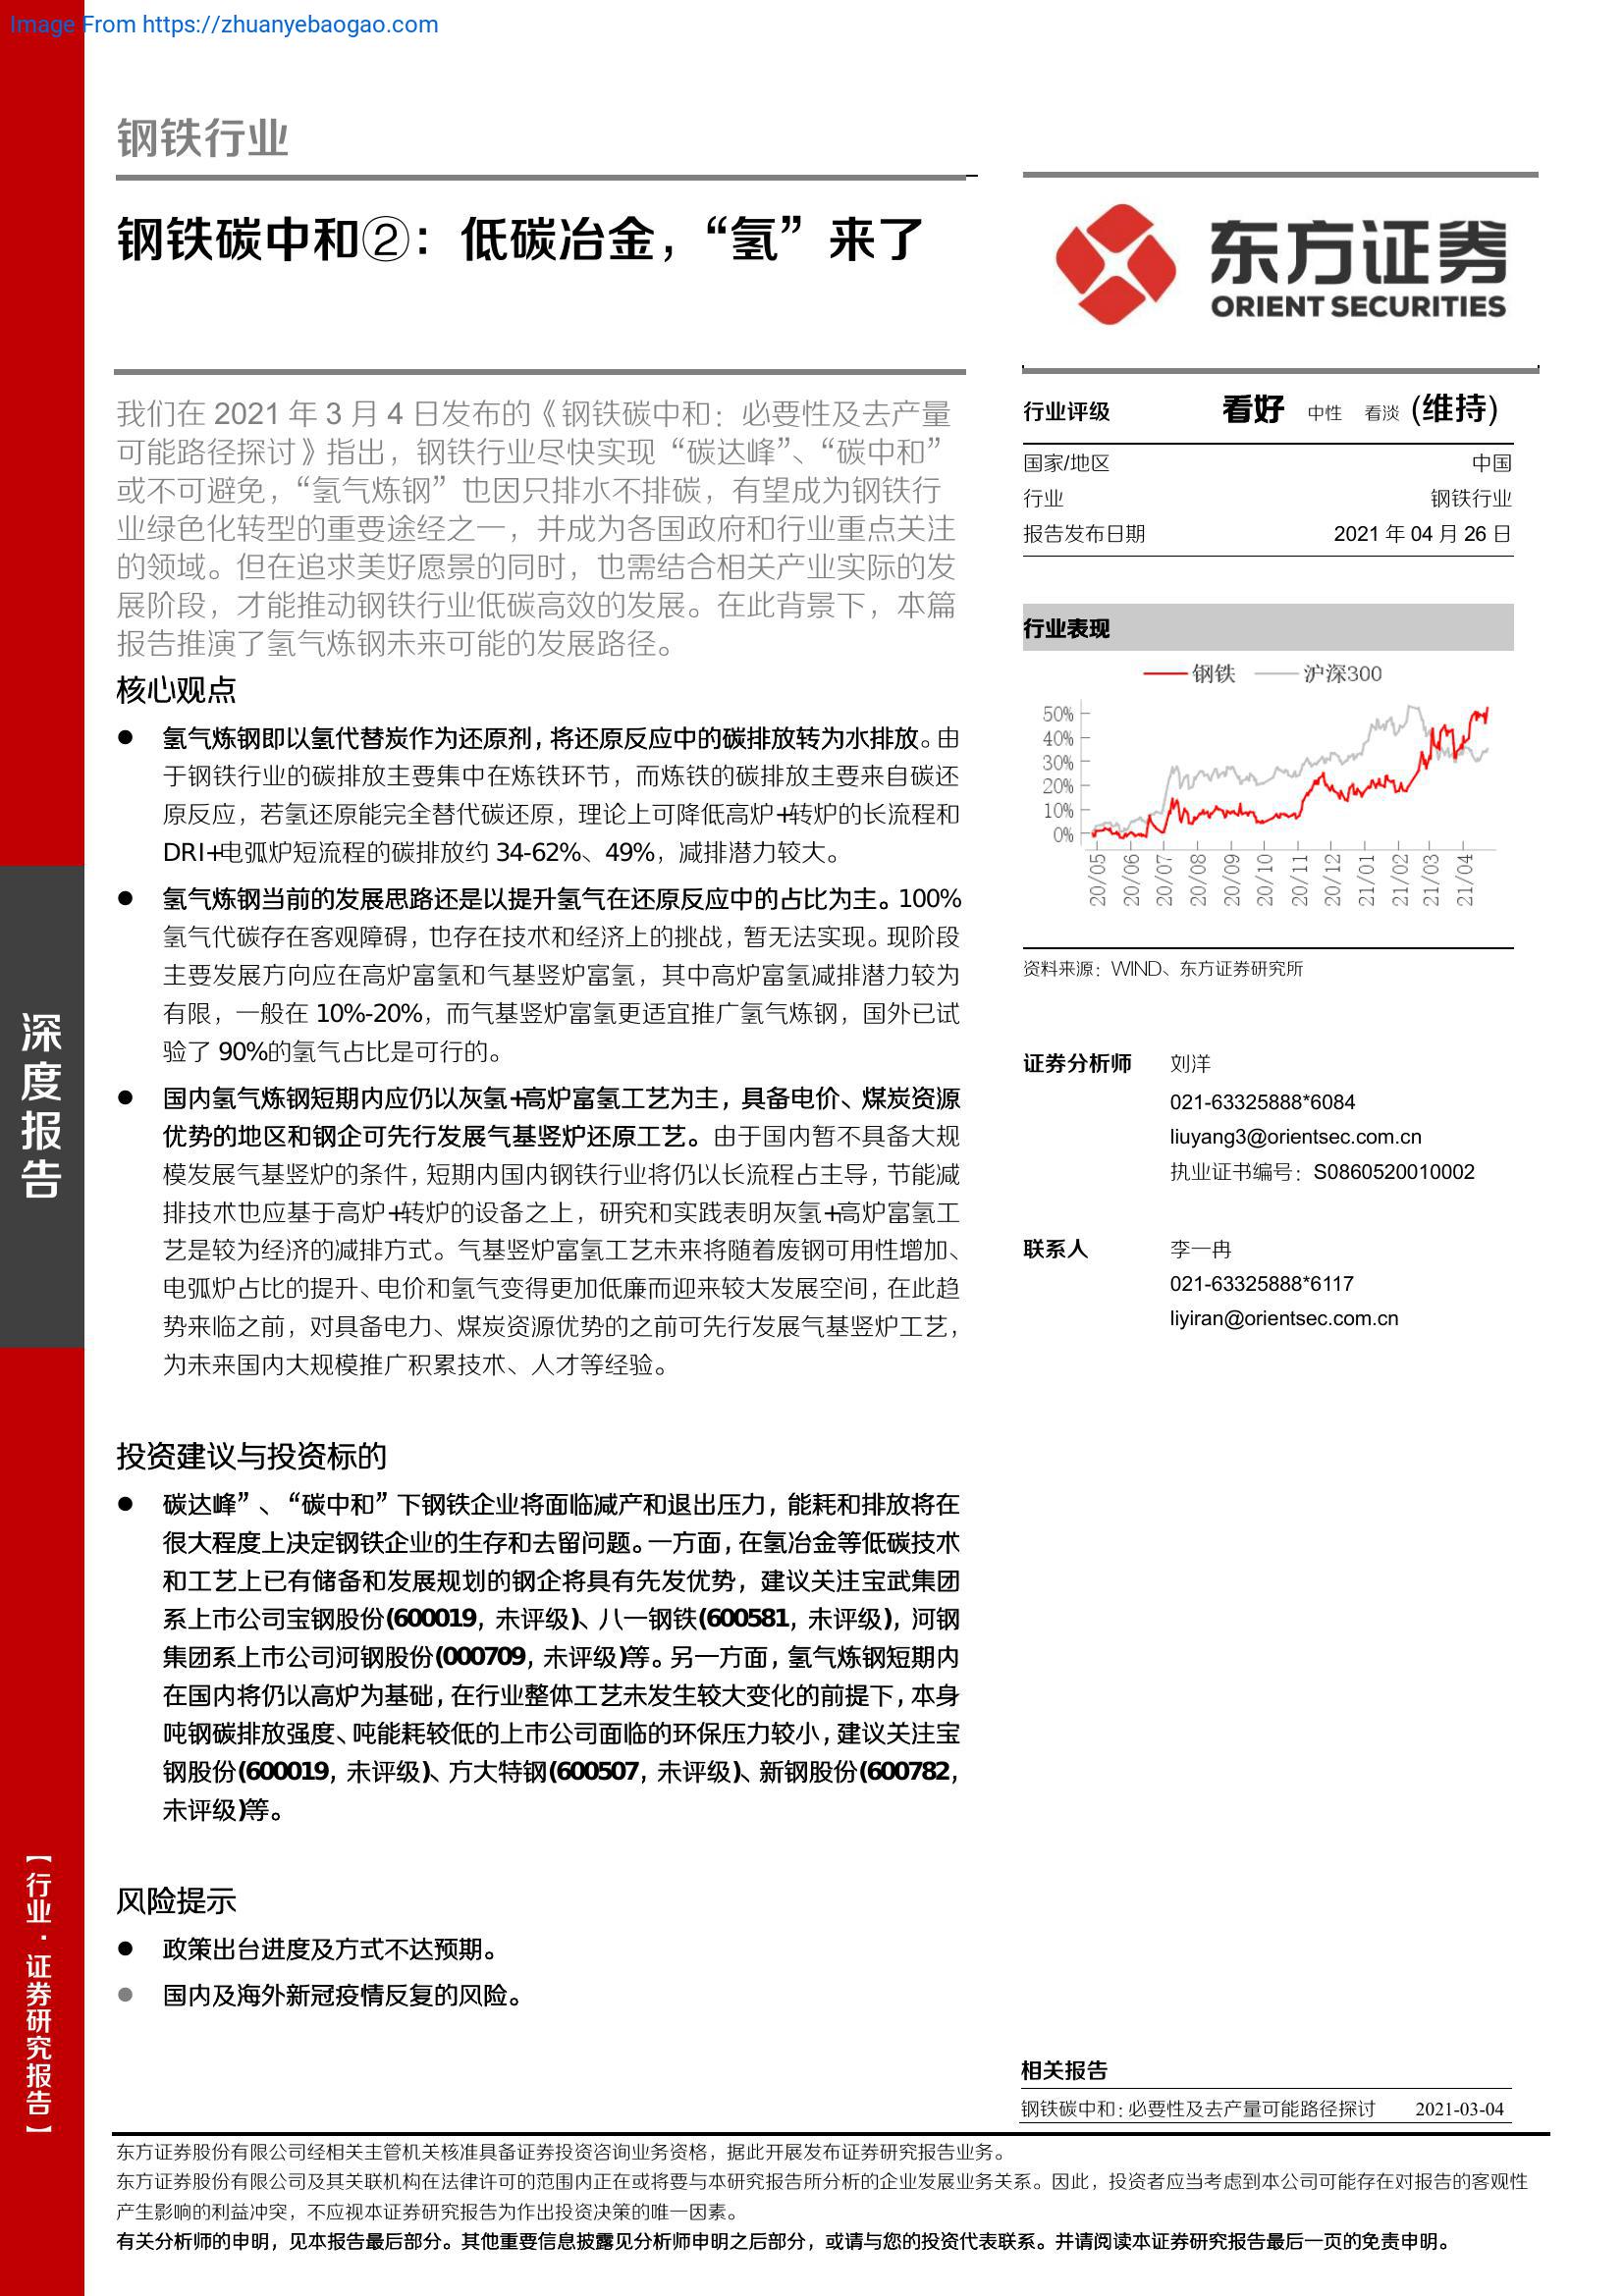 Image From https://zhuanyebaogao.com
钢铁行业
钢铁碳中和②：低碳冶金，“氢”来了
东方证券
ORIENT SECURITIES
我们在 2021 年 3 月 4 日发布的《钢铁碳中和：必要性及去产量
可能路径探讨》指出，钢铁行业尽快实现“碳达峰”、“碳中和”
或不可避免，“氢气炼钢”也因只排水不排碳，有望成为钢铁行
业绿色化转型的重要途经之一，并成为各国政府和行业重点关注
的领域。但在追求美好愿景的同时，也需结合相关产业实际的发
展阶段，才能推动钢铁行业低碳高效的发展。在此背景下，本篇
报告推演了氢气炼钢未来可能的发展路径。
核心观点
● 氢气炼钢即以氢代替炭作为还原剂，将还原反应中的碳排放转为水排放。由
于钢铁行业的碳排放主要集中在炼铁环节，而炼铁的碳排放主要来自碳还
原反应，若氢还原能完全替代碳还原，理论上可降低高炉+转炉的长流程和
DRI+电弧炉短流程的碳排放约 34-62%、49%，减排潜力较大。
● 氢气炼钢当前的发展思路还是以提升氢气在还原反应中的占比为主。100%
氢气代碳存在客观障碍，也存在技术和经济上的挑战，暂无法实现。现阶段
主要发展方向应在高炉富氢和气基竖炉富氢，其中高炉富氢减排潜力较为
有限，一般在 10%-20%，而气基竖炉富氢更适宜推广氢气炼钢，国外已试
验了 90%的氢气占比是可行的。
● 国内氢气炼钢短期内应仍以灰氢+高炉富氢工艺为主，具备电价、煤炭资源
优势的地区和钢企可先行发展气基竖炉还原工艺。由于国内暂不具备大规
模发展气基竖炉的条件，短期内国内钢铁行业将仍以长流程占主导，节能减
排技术也应基于高炉+转炉的设备之上，研究和实践表明灰氢+高炉富氢工
艺是较为经济的减排方式。气基竖炉富氢工艺未来将随着废钢可用性增加、
电弧炉占比的提升、电价和氢气变得更加低廉而迎来较大发展空间，在此趋
势来临之前，对具备电力、煤炭资源优势的之前可先行发展气基竖炉工艺，
为未来国内大规模推广积累技术、人才等经验。
投资建议与投资标的
● 碳达峰”、“碳中和”下钢铁企业将面临减产和退出压力，能耗和排放将在
很大程度上决定钢铁企业的生存和去留问题。一方面，在氢冶金等低碳技术
和工艺上已有储备和发展规划的钢企将具有先发优势，建议关注宝武集团
系上市公司宝钢股份(600019，未评级)、八一钢铁(600581，未评级)，河钢
集团系上市公司河钢股份(000709，未评级)等。另一方面，氢气炼钢短期内
在国内将仍以高炉为基础，在行业整体工艺未发生较大变化的前提下，本身
吨钢碳排放强度、吨能耗较低的上市公司面临的环保压力较小，建议关注宝
钢股份(600019，未评级)、方大特钢(600507，未评级)、新钢股份(600782，
未评级)等。
风险提示
● 政策出台进度及方式不达预期。
● 国内及海外新冠疫情反复的风险。
行业评级 看好 中性 看淡 (维持)
国家/地区 中国
行业 钢铁行业
报告发布日期 2021 年 04 月 26 日
行业表现
钢铁 沪深300
50%
40%
30%
20%
10%
0%
20/05 20/06 20/07 20/08 20/09 20/10 20/11 20/12 21/01 21/02 21/03 21/04
资料来源：WIND、东方证券研究所
证券分析师 刘洋
021-63325888*6084
liuyang3@orientsec.com.cn
执业证书编号：S0860520010002
联系人 李一冉
021-63325888*6117
liyiran@orientsec.com.cn
相关报告
钢铁碳中和：必要性及去产量可能路径探讨 2021-03-04
深度报告
【行业·证券研究报告】
东方证券股份有限公司经相关主管机关核准具备证券投资咨询业务资格，据此开展发布证券研究报告业务。
东方证券股份有限公司及其关联机构在法律许可的范围内正在或将要与本研究报告所分析的企业发展业务关系。因此，投资者应当考虑到本公司可能存在对报告的客观性
产生影响的利益冲突，不应视本证券研究报告为作出投资决策的唯一因素。
有关分析师的申明，见本报告最后部分。其他重要信息披露见分析师申明之后部分，或请与您的投资代表联系。并请阅读本证券研究报告最后一页的免责申明。